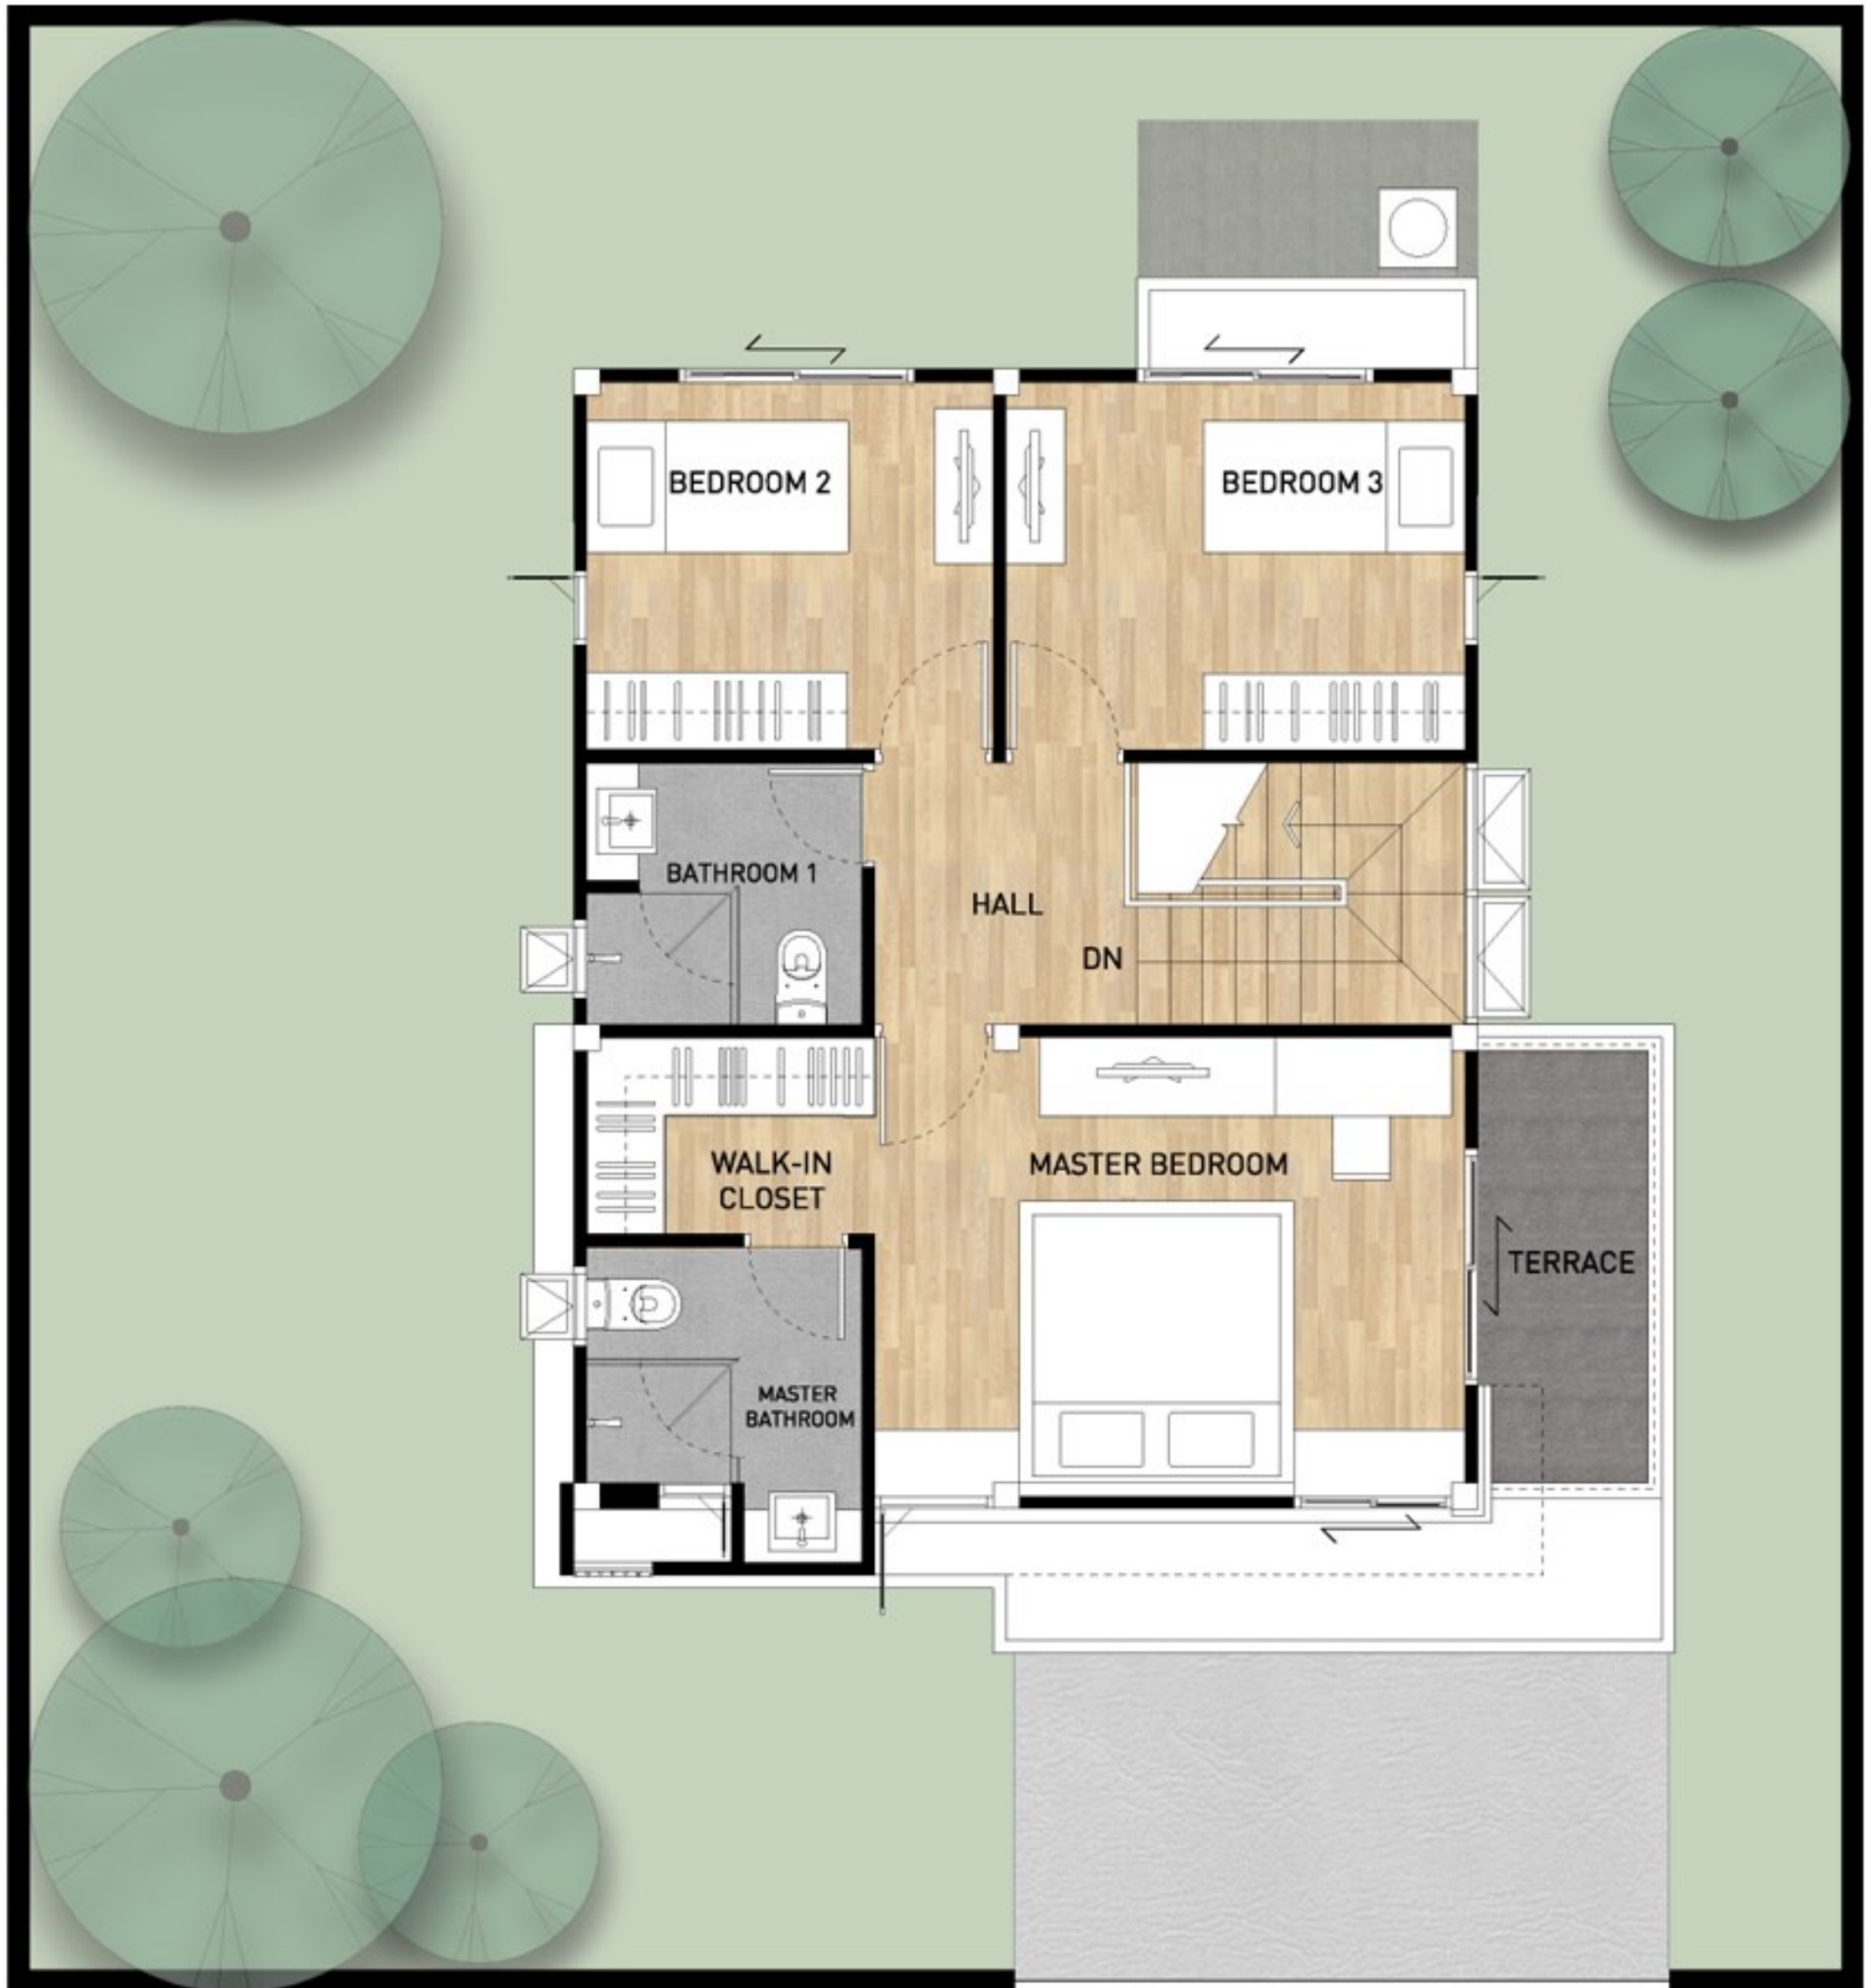 BEDROOM 2
BEDROOM 3
BATHROOM 1
HALL
DN
WALK-IN
CLOSET
MASTER BEDROOM
TERRACE
MASTER
BATHROOM